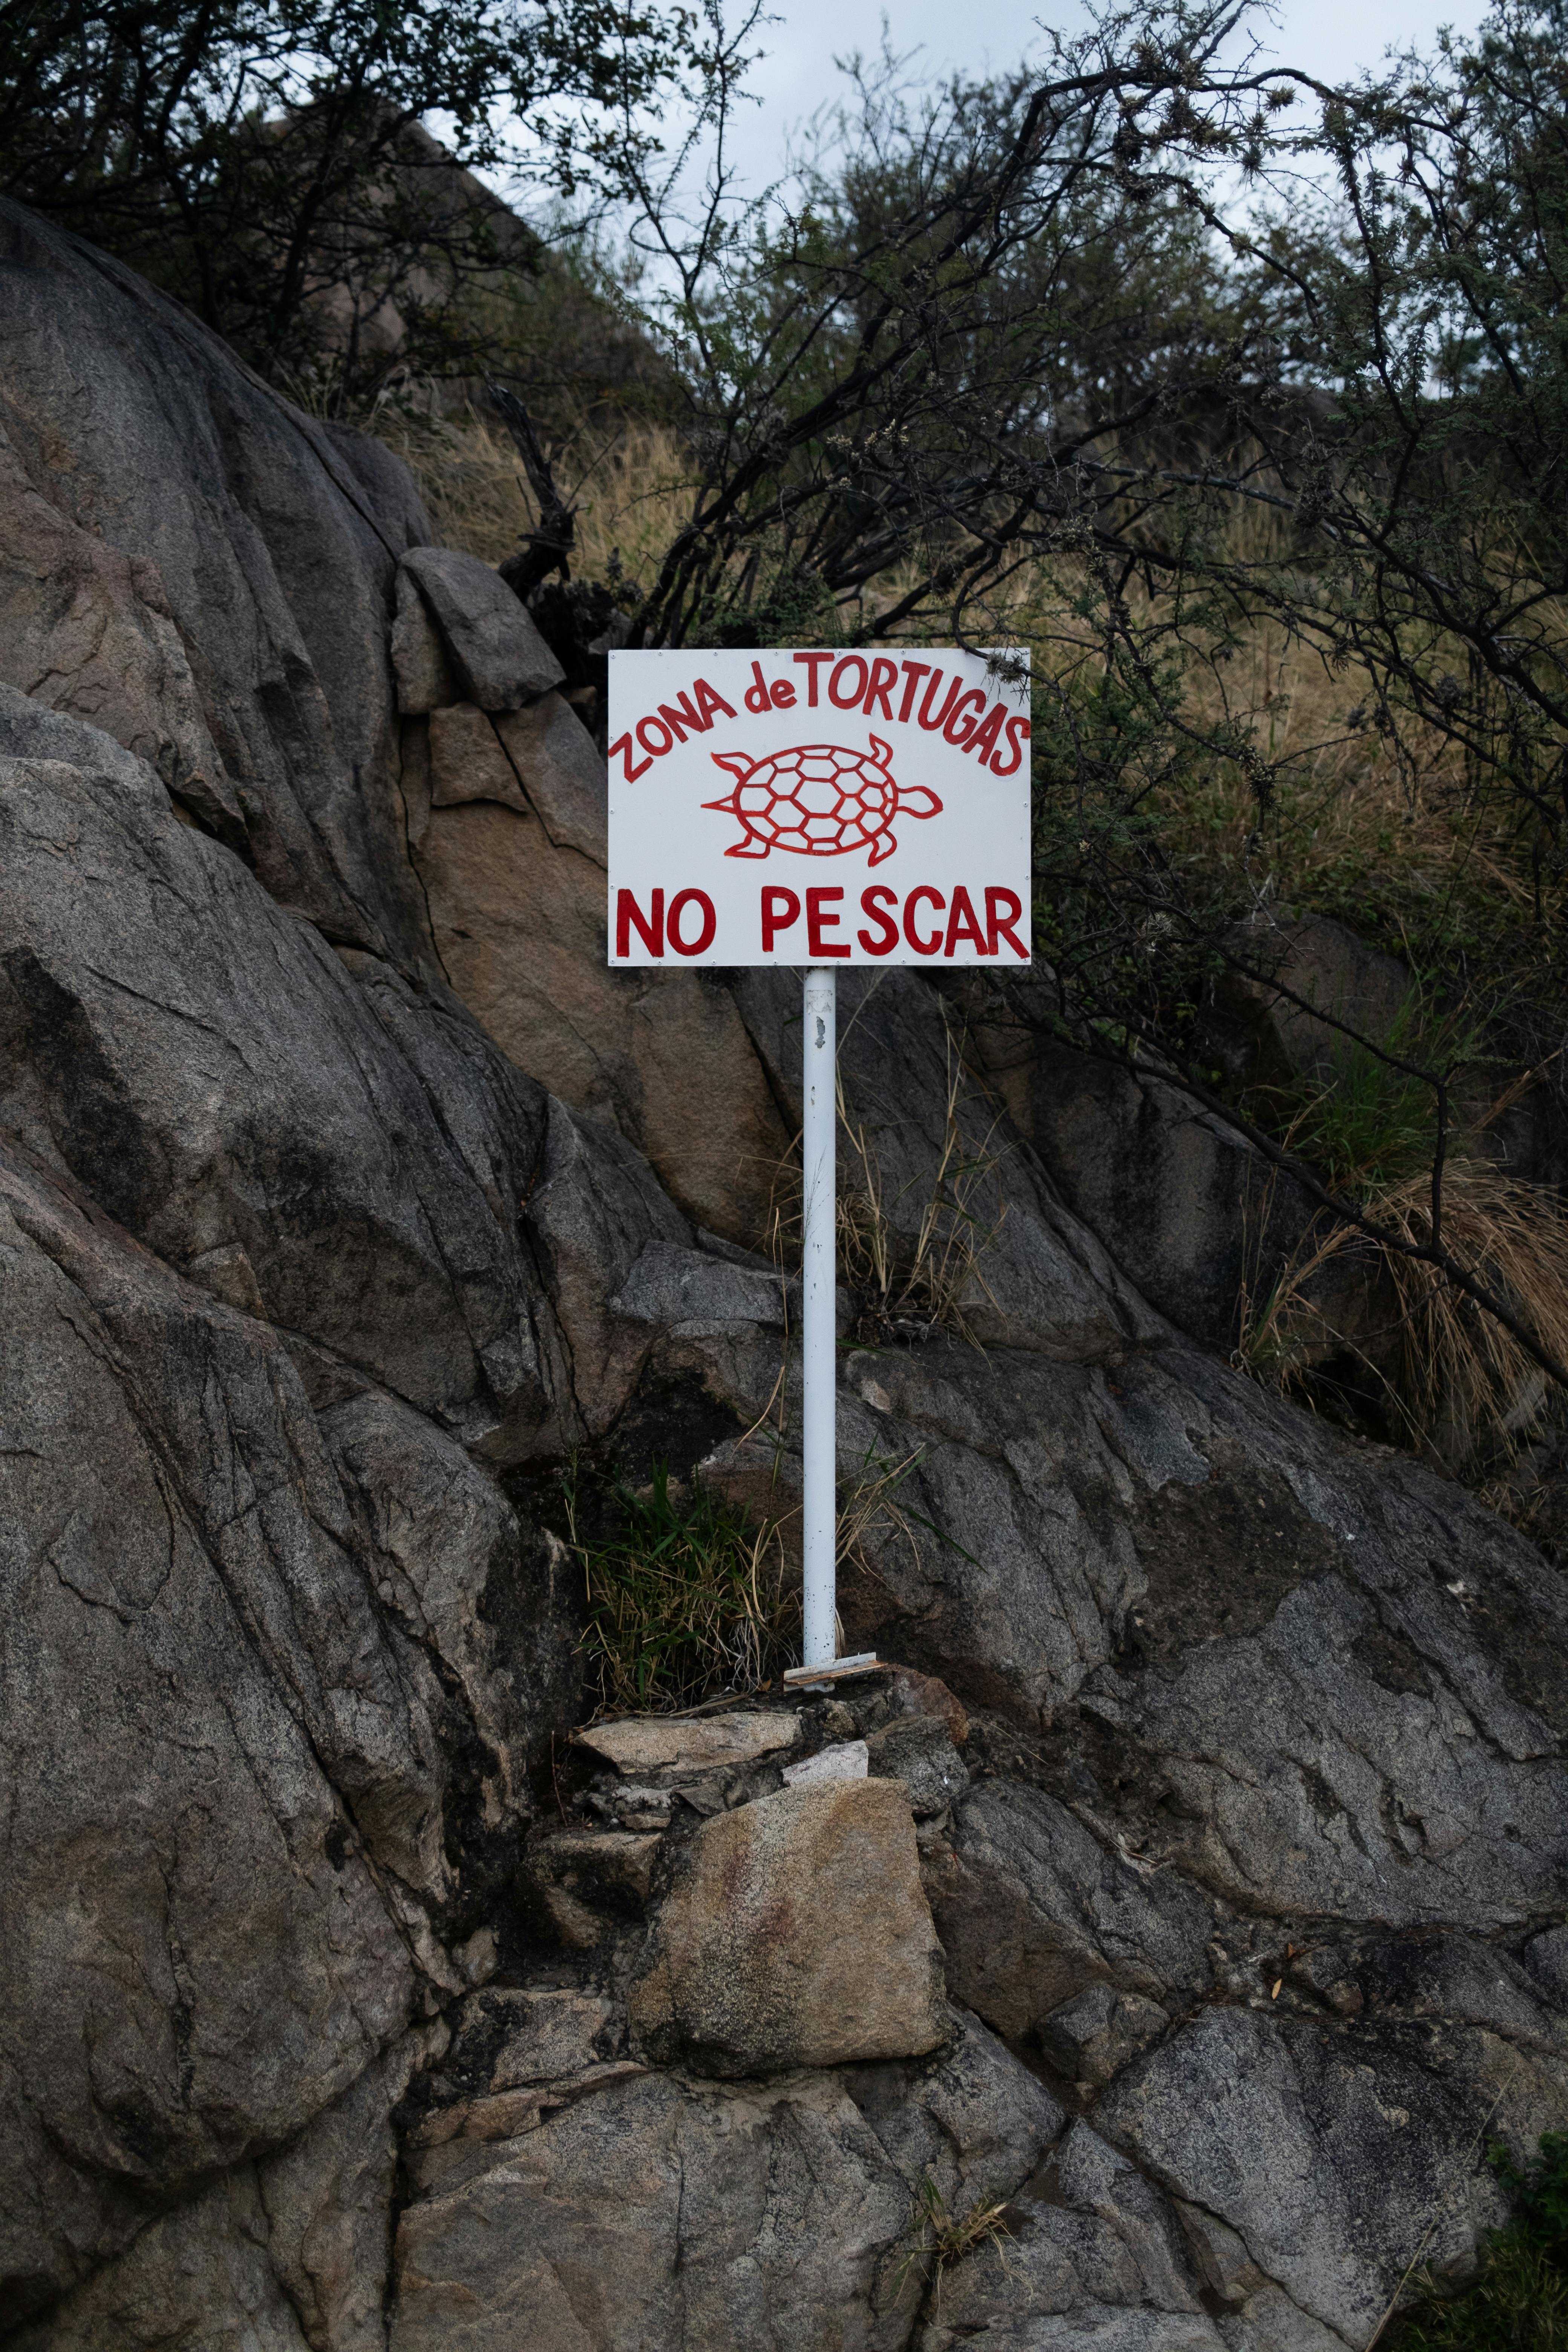 ZONA de TORTUGAS
NO PESCAR